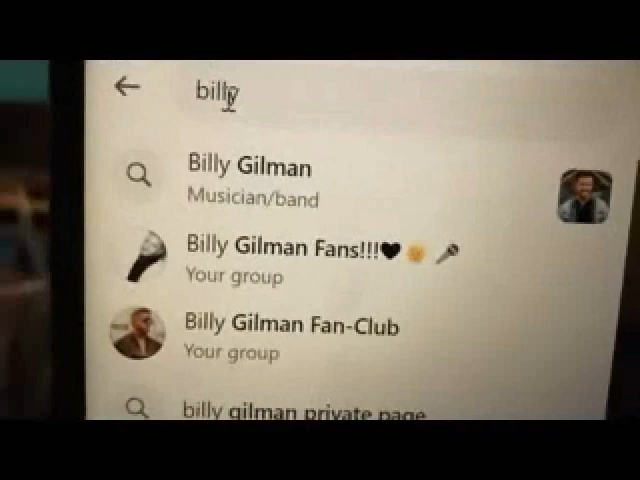 billy
Billy Gilman
Musician/band
Billy Gilman Fans!!!🖤🌟🎤
Your group
Billy Gilman Fan-Club
Your group
billy gilman private page